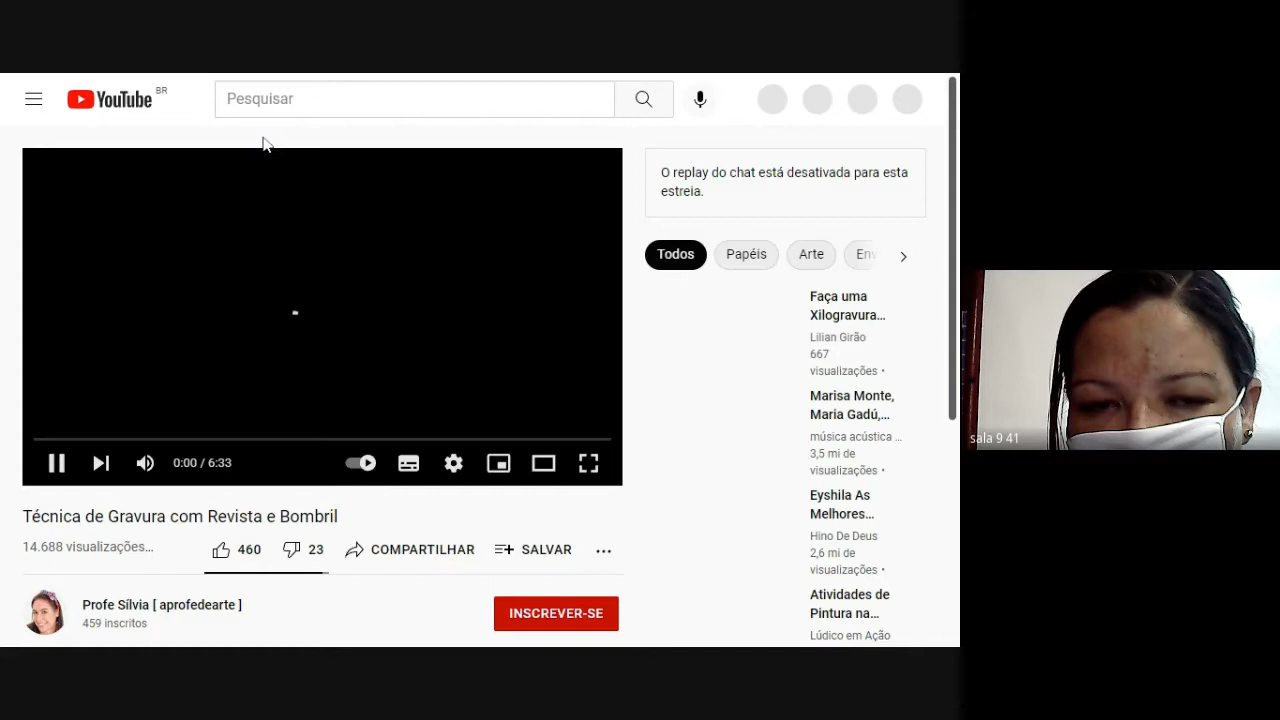 YouTube BR
Pesquisar
O replay do chat está desativada para esta
estreia.
Todos
Papéis
Arte
Env
Faça uma
Xilogravura...
Lilian Girão
667
visualizações •
Marisa Monte,
Maria Gadú,...
música acústica ...
3,5 mi de
visualizações •
Eyshila As
Melhores...
Hino De Deus
2,6 mi de
visualizações •
Atividades de
Pintura na...
Lúdico em Ação
0:00 / 6:33
Técnica de Gravura com Revista e Bombril
14.688 visualizações...
460
23
COMPARTILHAR
SALVAR
Profe Sílvia [ aprofedearte ]
459 inscritos
INSCREVER-SE
sala 9 41